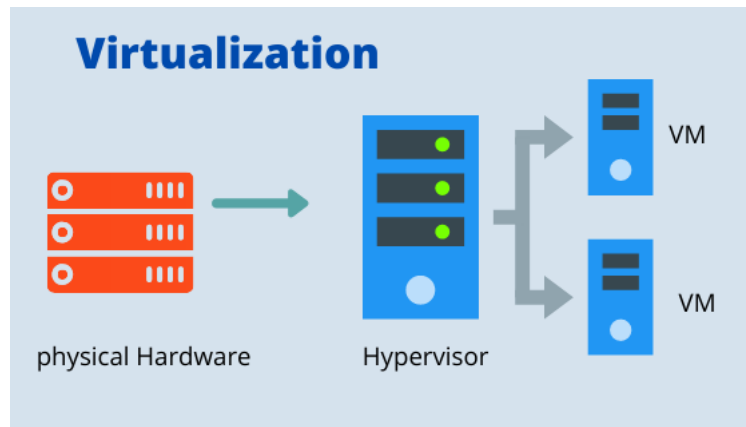 Virtualization
VM
physical Hardware
Hypervisor
VM